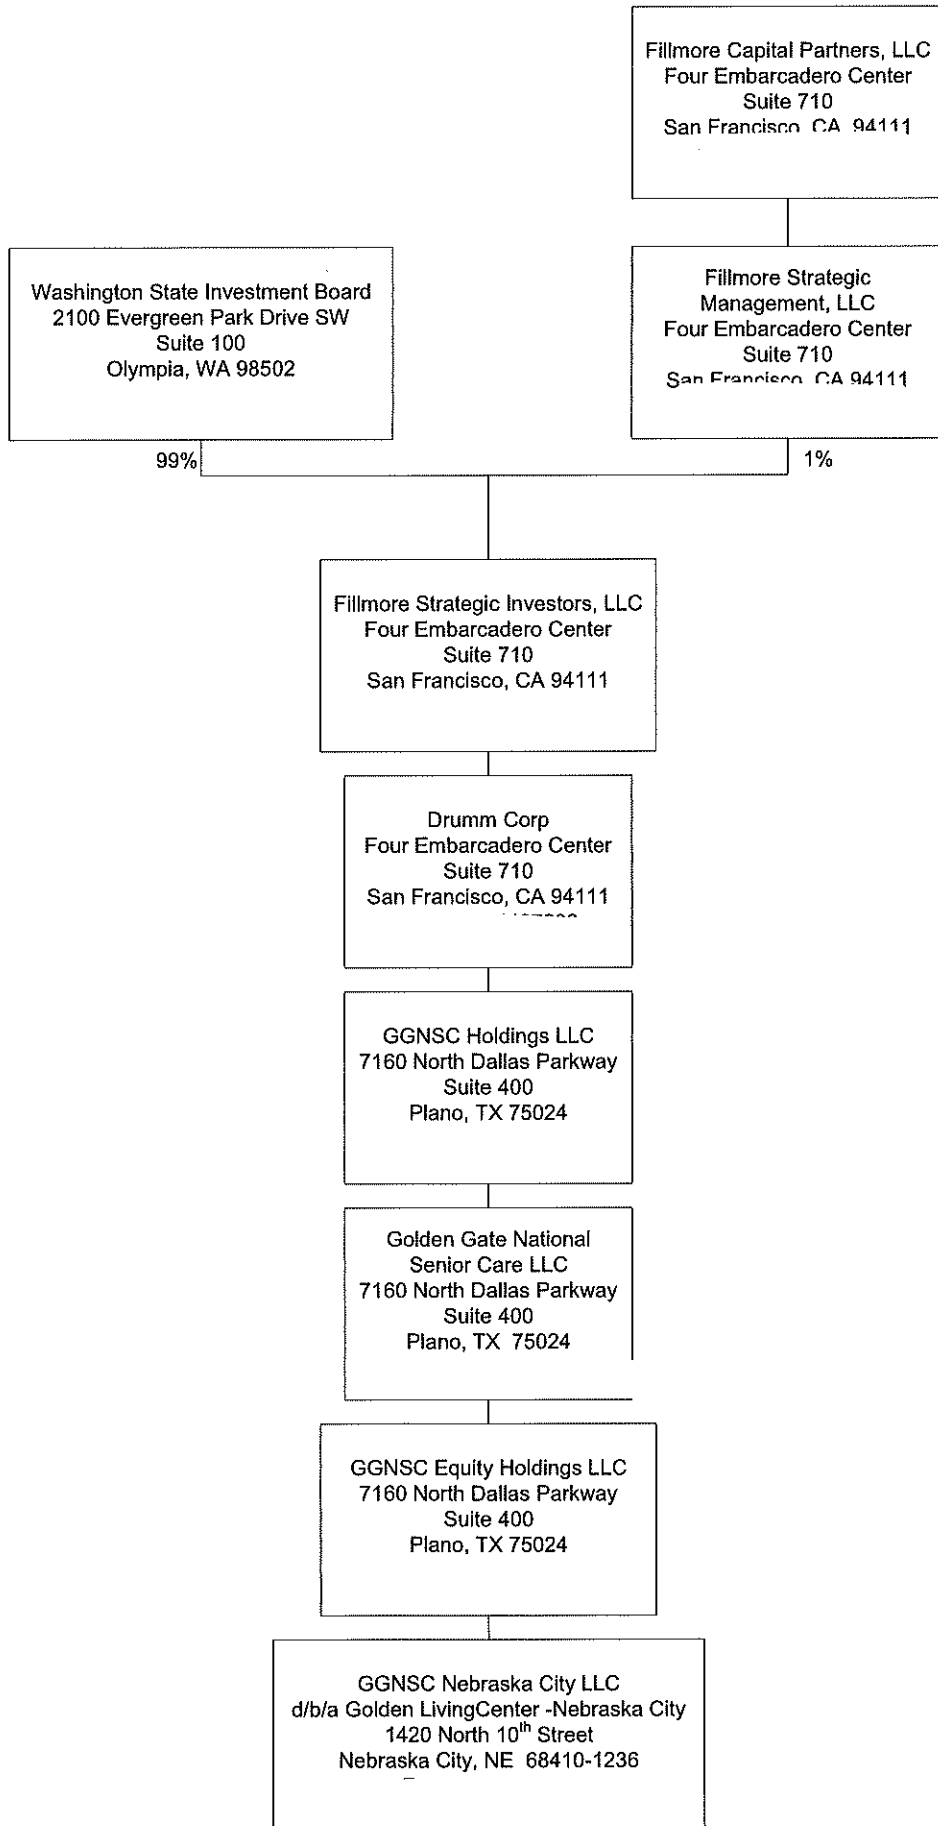 Fillmore Capital Partners, LLC
Four Embarcadero Center
Suite 710
San Francisco, CA 94111
Washington State Investment Board
2100 Evergreen Park Drive SW
Suite 100
Olympia, WA 98502
Fillmore Strategic
Management, LLC
Four Embarcadero Center
Suite 710
San Francisco, CA 94111
99%
1%
Fillmore Strategic Investors, LLC
Four Embarcadero Center
Suite 710
San Francisco, CA 94111
Drumm Corp
Four Embarcadero Center
Suite 710
San Francisco, CA 94111
GGNSC Holdings LLC
7160 North Dallas Parkway
Suite 400
Plano, TX 75024
Golden Gate National
Senior Care LLC
7160 North Dallas Parkway
Suite 400
Plano, TX 75024
GGNSC Equity Holdings LLC
7160 North Dallas Parkway
Suite 400
Plano, TX 75024
GGNSC Nebraska City LLC
d/b/a Golden LivingCenter -Nebraska City
1420 North 10th Street
Nebraska City, NE 68410-1236